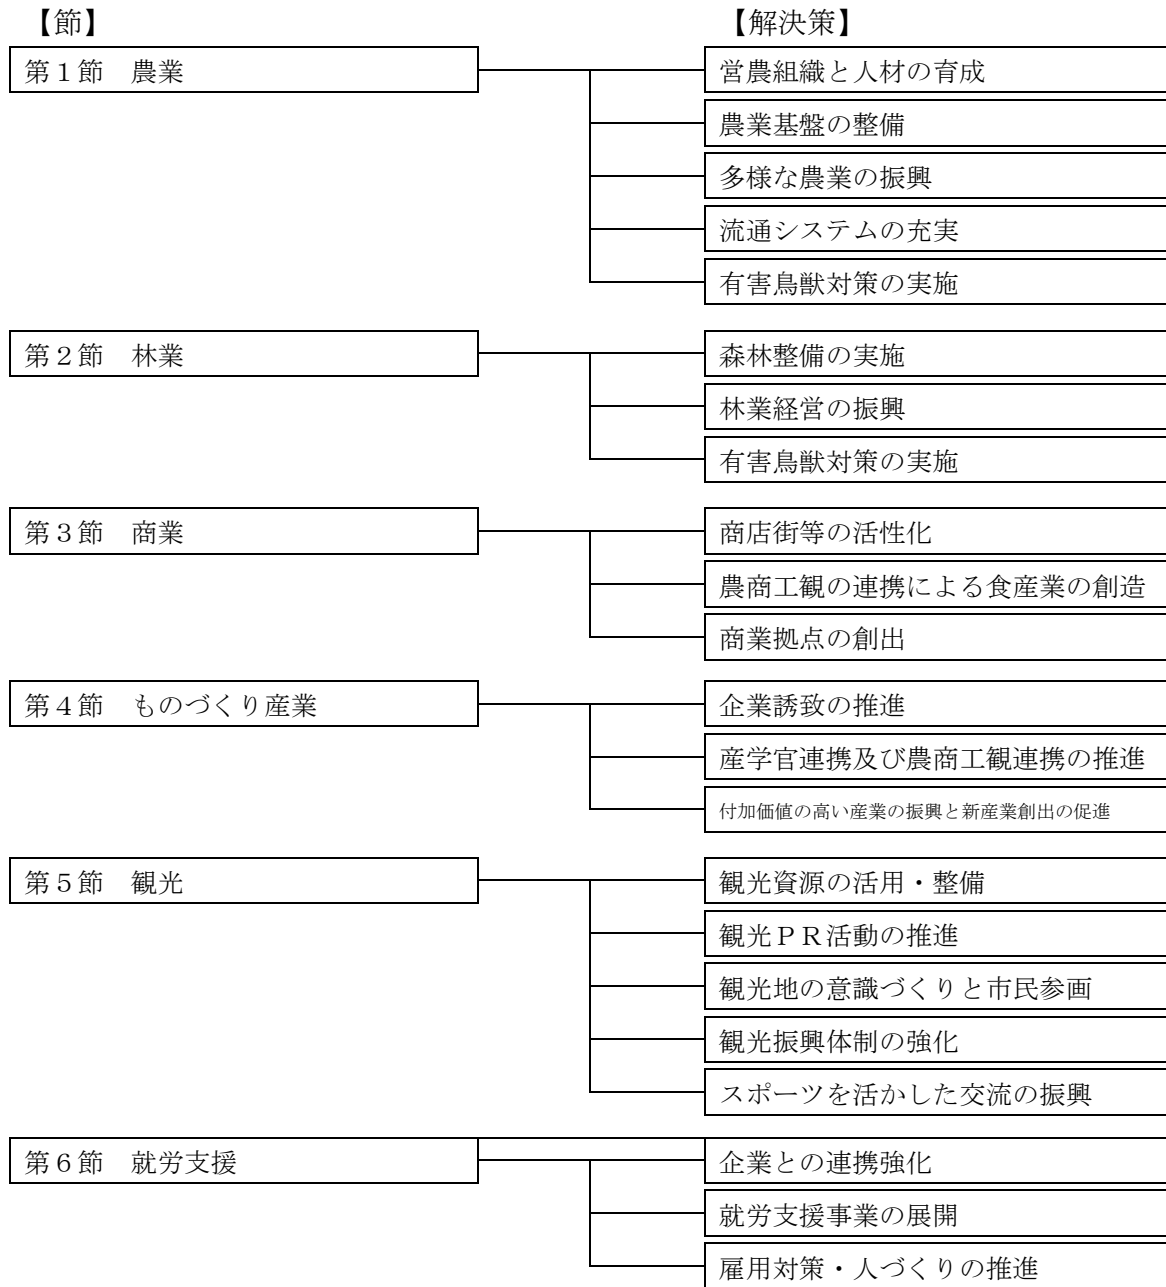 【節】 【解決策】
第１節　農業 営農組織と人材の育成
農業基盤の整備
多様な農業の振興
流通システムの充実
有害鳥獣対策の実施
第２節　林業 森林整備の実施
林業経営の振興
有害鳥獣対策の実施
第３節　商業 商店街等の活性化
農商工観の連携による食産業の創造
商業拠点の創出
第４節　ものづくり産業 企業誘致の推進
産学官連携及び農商工観連携の推進
付加価値の高い産業の振興と新産業創出の促進
第５節　観光 観光資源の活用・整備
観光ＰＲ活動の推進
観光地の意識づくりと市民参画
観光振興体制の強化
スポーツを活かした交流の振興
第６節　就労支援 企業との連携強化
就労支援事業の展開
雇用対策・人づくりの推進